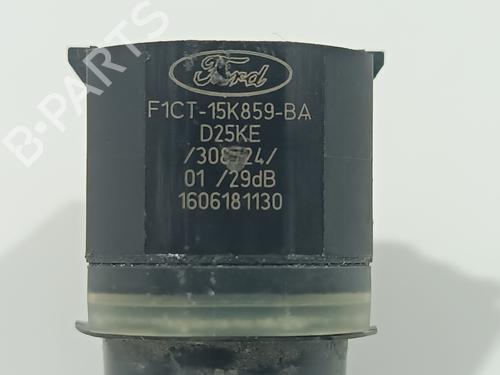 B-Parts
Ford
F1CT-15K859-BA
D25KE
01 /29dB
1606181130